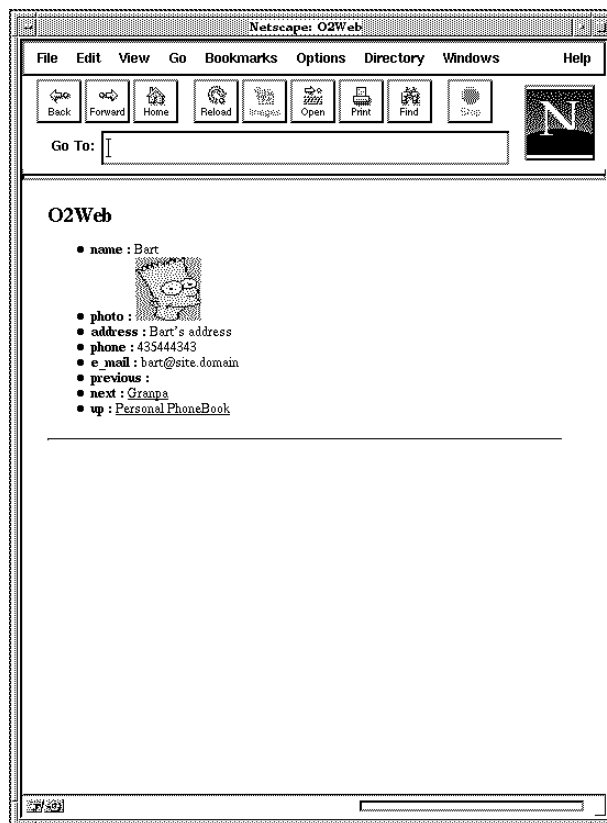 Netscape: O2Web
File Edit View Go Bookmarks Options Directory Windows Help
Back Forward Home Reload Images Open Print Find Stop
N
Go To:
O2Web
name : Bart
photo :
address : Bart's address
phone : 435444343
e_mail : bart@site.domain
previous :
next : Granpa
up : Personal PhoneBook